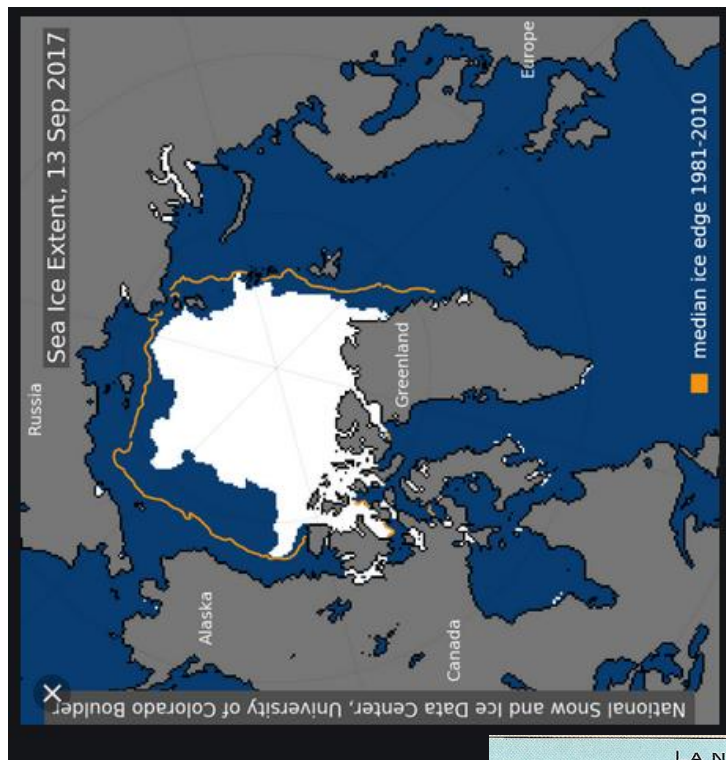 Sea Ice Extent, 13 Sep 2017
Russia
Europe
Greenland
Alaska
Canada
median ice edge 1981-2010
National Snow and Ice Data Center, University of Colorado Boulder